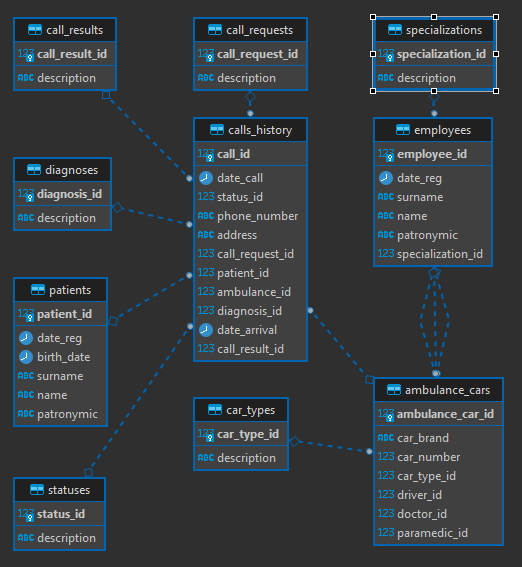 call_results
123 call_result_id
ABC description
call_requests
123 call_request_id
ABC description
specializations
123 specialization_id
ABC description
calls_history
123 call_id
date_call
123 status_id
ABC phone_number
ABC address
123 call_request_id
123 patient_id
123 ambulance_id
123 diagnosis_id
date_arrival
123 call_result_id
employees
123 employee_id
date_reg
ABC surname
ABC name
ABC patronymic
123 specialization_id
diagnoses
123 diagnosis_id
ABC description
patients
123 patient_id
date_reg
birth_date
ABC surname
ABC name
ABC patronymic
car_types
123 car_type_id
ABC description
ambulance_cars
123 ambulance_car_id
ABC car_brand
123 car_number
123 car_type_id
123 driver_id
123 doctor_id
123 paramedic_id
statuses
123 status_id
ABC description